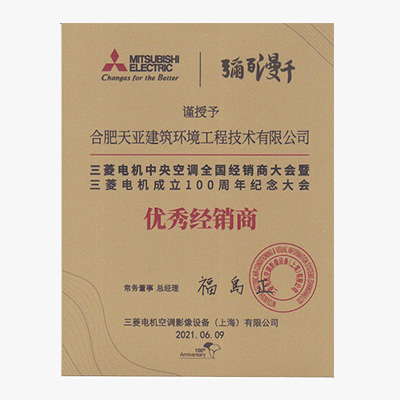 MITSUBISHI
ELECTRIC
Changes for the Better
弥百漫千
谨授予
合肥天亚建筑环境工程技术有限公司
三菱电机中央空调全国经销商大会暨
三菱电机成立100周年纪念大会
优秀经销商
常务董事 总经理
福島 正
三菱电机空调影像设备（上海）有限公司
2021.06.09
100th
Anniversary